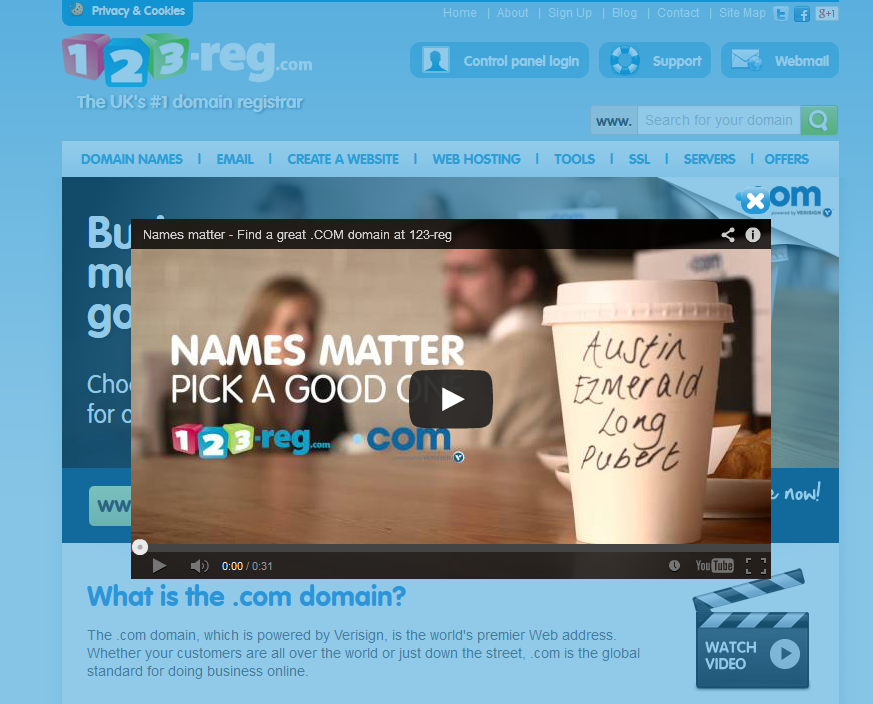 Privacy & Cookies
Home | About | Sign Up | Blog | Contact | Site Map
g+1
123-reg.com
The UK's #1 domain registrar
Control panel login
Support
Webmail
www.
Search for your domain
DOMAIN NAMES | EMAIL | CREATE A WEBSITE | WEB HOSTING | TOOLS | SSL | SERVERS | OFFERS
com
powered by VERISIGN
Names matter - Find a great .COM domain at 123-reg
NAMES MATTER
PICK A GOOD
123-reg.com
.com
Austin
Ezmerald
Long
Pubert
now!
0:00 / 0:31
YouTube
What is the .com domain?
The .com domain, which is powered by Verisign, is the world's premier Web address.
Whether your customers are all over the world or just down the street, .com is the global
standard for doing business online.
WATCH
VIDEO